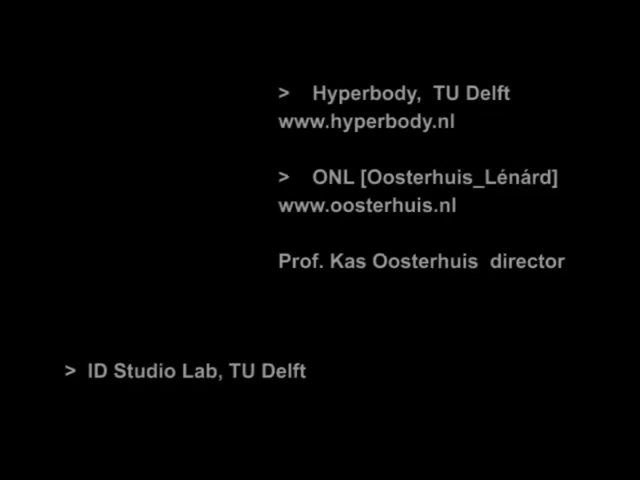 > Hyperbody, TU Delft
www.hyperbody.nl
> ONL [Oosterhuis_Lénárd]
www.oosterhuis.nl
Prof. Kas Oosterhuis director
> ID Studio Lab, TU Delft